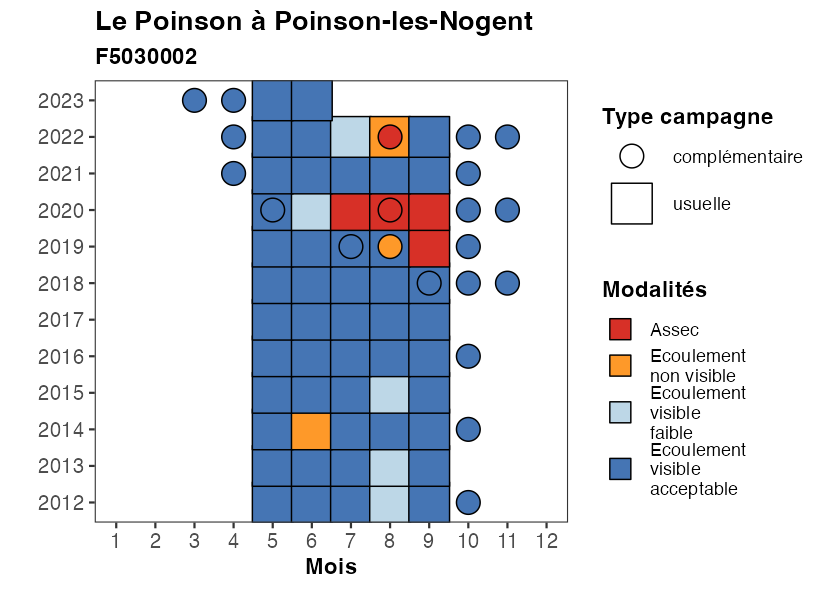 Le Poinson à Poinson-les-Nogent
F5030002
2023
2022
2021
2020
2019
2018
2017
2016
2015
2014
2013
2012
1 2 3 4 5 6 7 8 9 10 11 12
Mois
Type campagne
complémentaire
usuelle
Modalités
Assec
Ecoulement
non visible
Ecoulement
visible
faible
Ecoulement
visible
acceptable